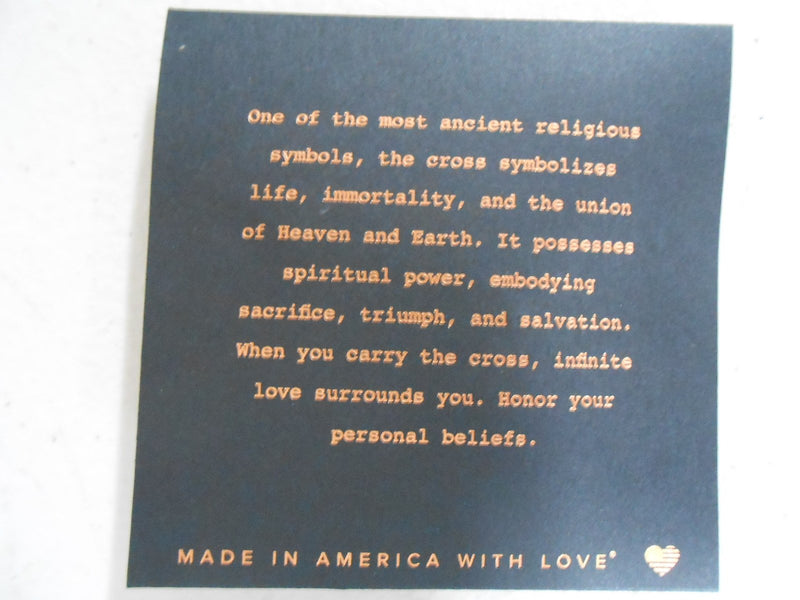 One of the most ancient religious
symbols, the cross symbolizes
life, immortality, and the union
of Heaven and Earth. It possesses
spiritual power, embodying
sacrifice, triumph, and salvation.
When you carry the cross, infinite
love surrounds you. Honor your
personal beliefs.
MADE IN AMERICA WITH LOVE®